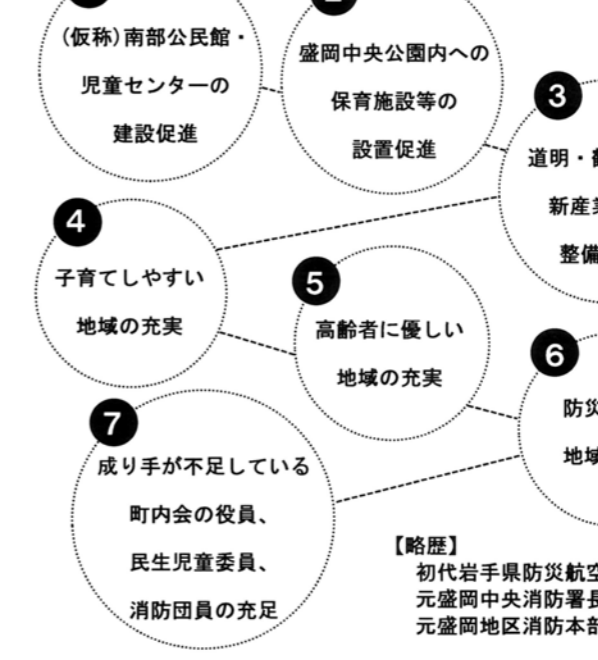 (仮称)南部公民館・
児童センターの
建設促進
盛岡中央公園内への
保育施設等の
設置促進
3
道明・
新産
整備
4
子育てしやすい
地域の充実
5
高齢者に優しい
地域の充実
6
防災
地域
7
成り手が不足している
町内会の役員、
民生児童委員、
消防団員の充足
【略歴】
初代岩手県防災航空
元盛岡中央消防署長
元盛岡地区消防本部